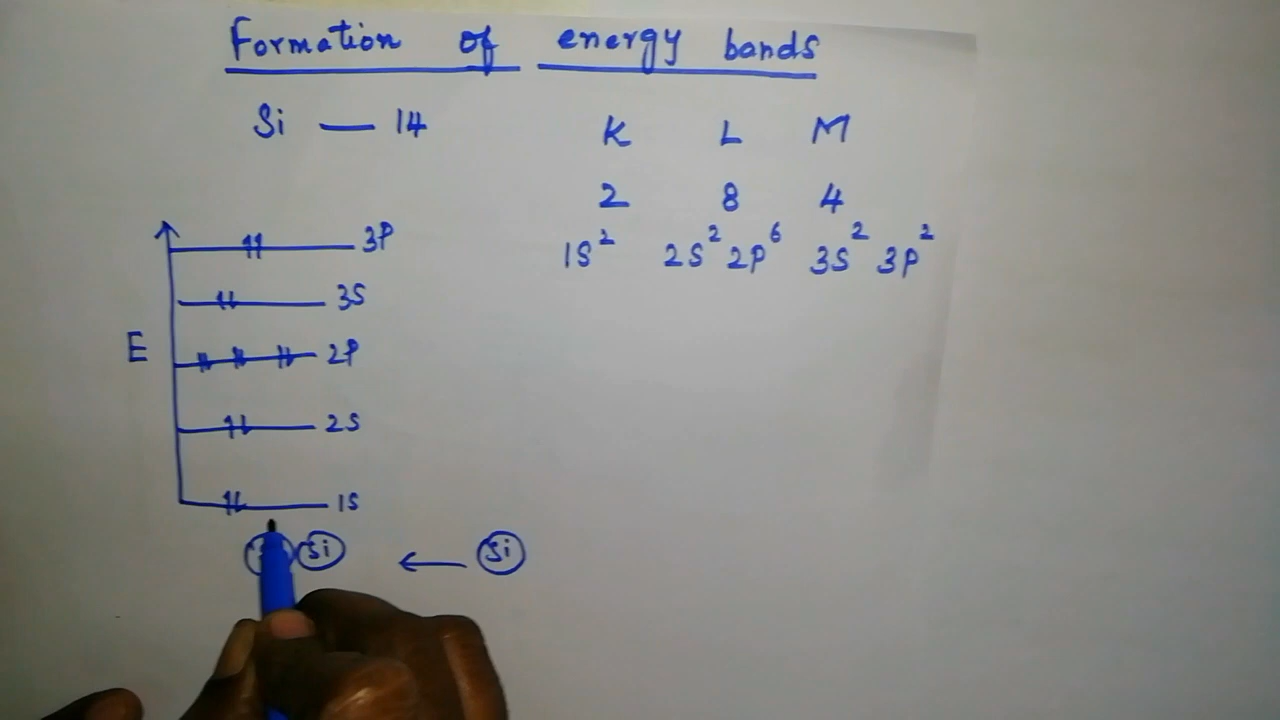 Formation of energy bands
Si — 14
K L M
2 8 4
1S² 2S² 2P⁶ 3S² 3P²
3P
3S
E
2P
2S
1S
Si ← Si